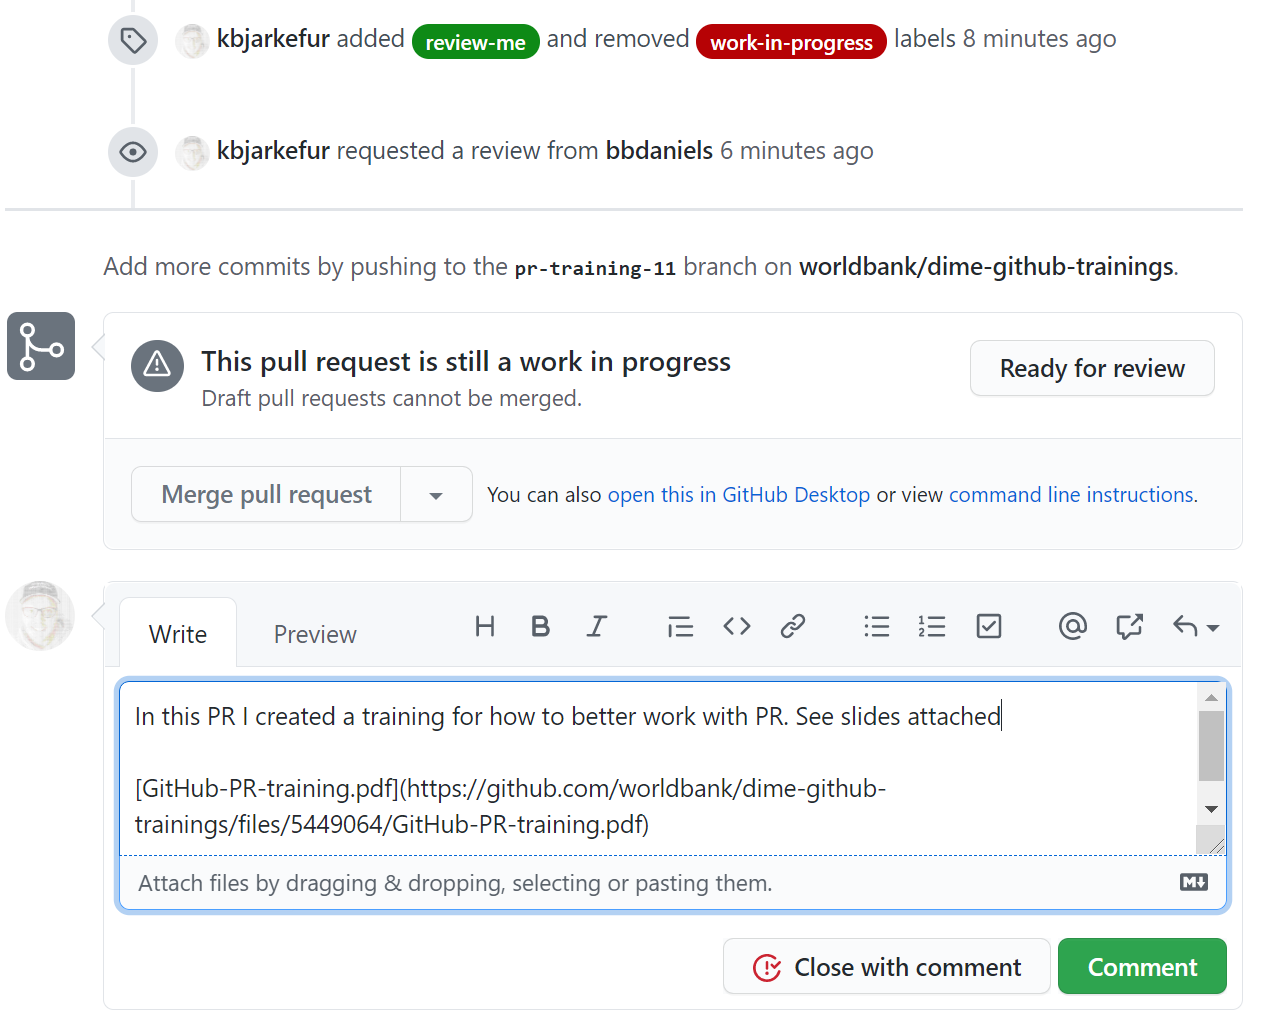 kbjarkefur added review-me and removed work-in-progress labels 8 minutes ago
kbjarkefur requested a review from bbdaniels 6 minutes ago
Add more commits by pushing to the pr-training-11 branch on worldbank/dime-github-trainings.
This pull request is still a work in progress
Draft pull requests cannot be merged.
Ready for review
Merge pull request
You can also open this in GitHub Desktop or view command line instructions.
Write
Preview
In this PR I created a training for how to better work with PR. See slides attached
[GitHub-PR-training.pdf](https://github.com/worldbank/dime-github-
trainings/files/5449064/GitHub-PR-training.pdf)
Attach files by dragging & dropping, selecting or pasting them.
Close with comment
Comment